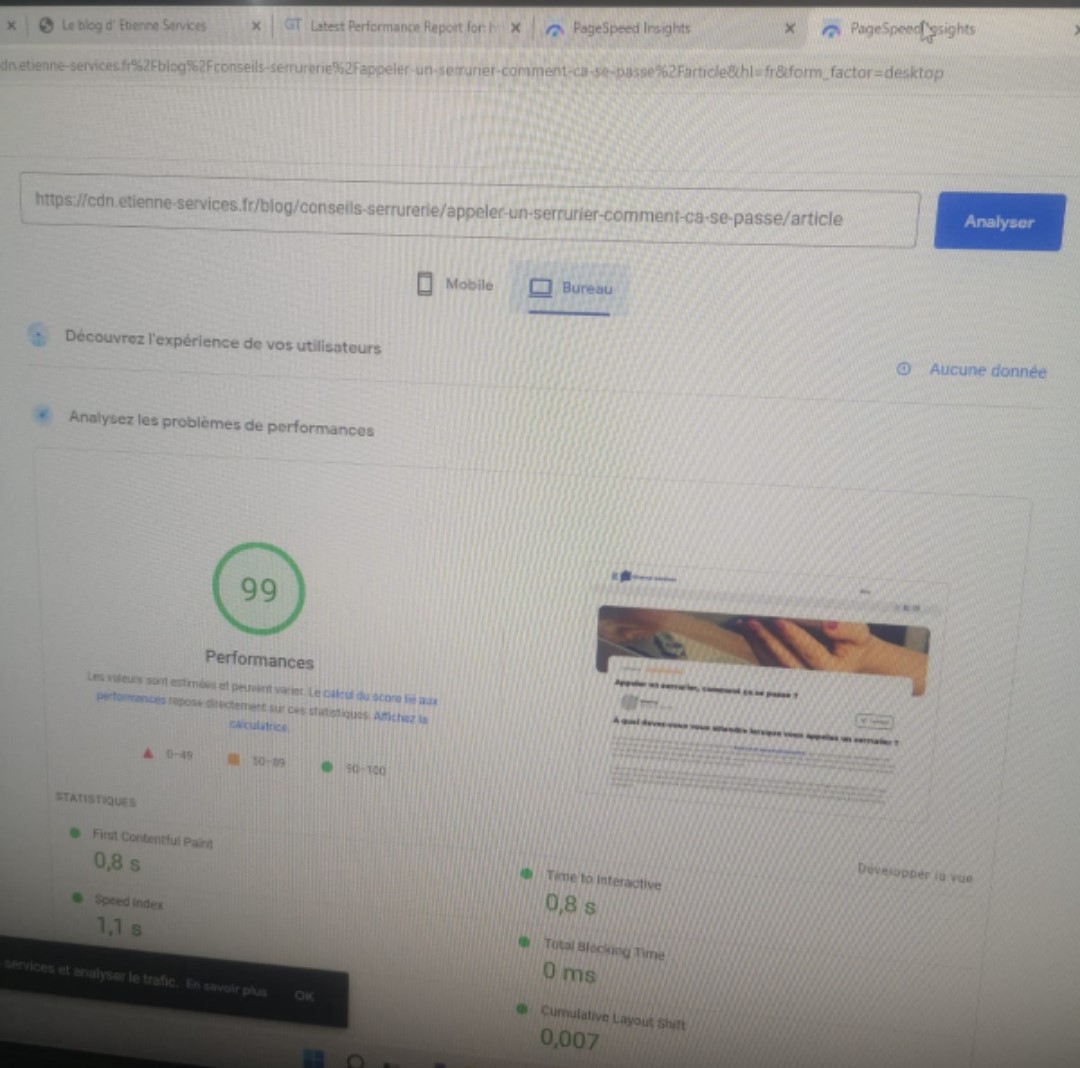 Le blog d' Etienne Services
GT Latest Performance Report for: h
PageSpeed Insights
PageSpeed Insights
dn.etienne-services.fr%2Fblog%2Fconseils-serrurerie%2Fappeler-un-serrurier-comment-ca-se-passe%2Farticle&hl=fr&form_factor=desktop
https://cdn.etienne-services.fr/blog/conseils-serrurerie/appeler-un-serrurier-comment-ca-se-passe/article
Analyser
Mobile
Bureau
Découvrez l'expérience de vos utilisateurs
Aucune donnée
Analysez les problèmes de performances
99
Performances
Les valeurs sont estimées et peuvent varier. Le calcul du score lié aux
performances repose directement sur ces statistiques. Affichez la
calculatrice.
0–49
50–89
90–100
Appeler un serrurier, comment ça se passe ?
A quoi devez-vous vous attendre lorsque vous appelez un serrurier ?
STATISTIQUES
Développer la vue
First Contentful Paint
0,8 s
Time to Interactive
0,8 s
Speed Index
1,1 s
Total Blocking Time
0 ms
services et analyser le trafic. En savoir plus
OK
Cumulative Layout Shift
0,007